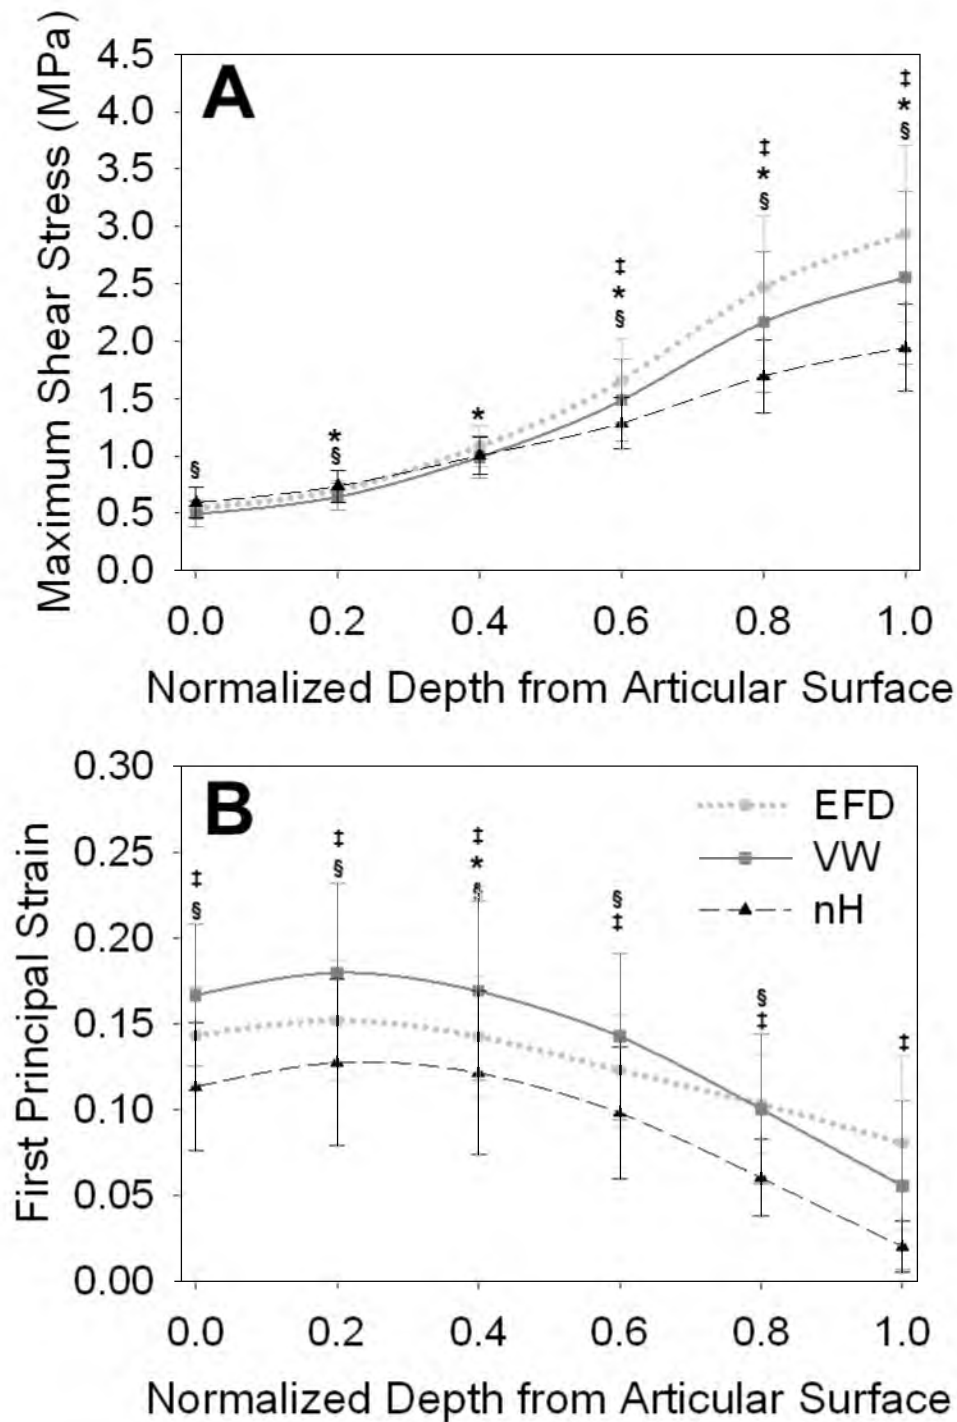 A
Maximum Shear Stress (MPa)
4.5
4.0
3.5
3.0
2.5
2.0
1.5
1.0
0.5
0.0
§
* §
*
‡ * §
‡ * §
‡ * §
0.0 0.2 0.4 0.6 0.8 1.0
Normalized Depth from Articular Surface
B
First Principal Strain
0.30
0.25
0.20
0.15
0.10
0.05
0.00
EFD
VW
nH
‡ §
‡ §
‡ * §
§ ‡
§ ‡
‡
0.0 0.2 0.4 0.6 0.8 1.0
Normalized Depth from Articular Surface